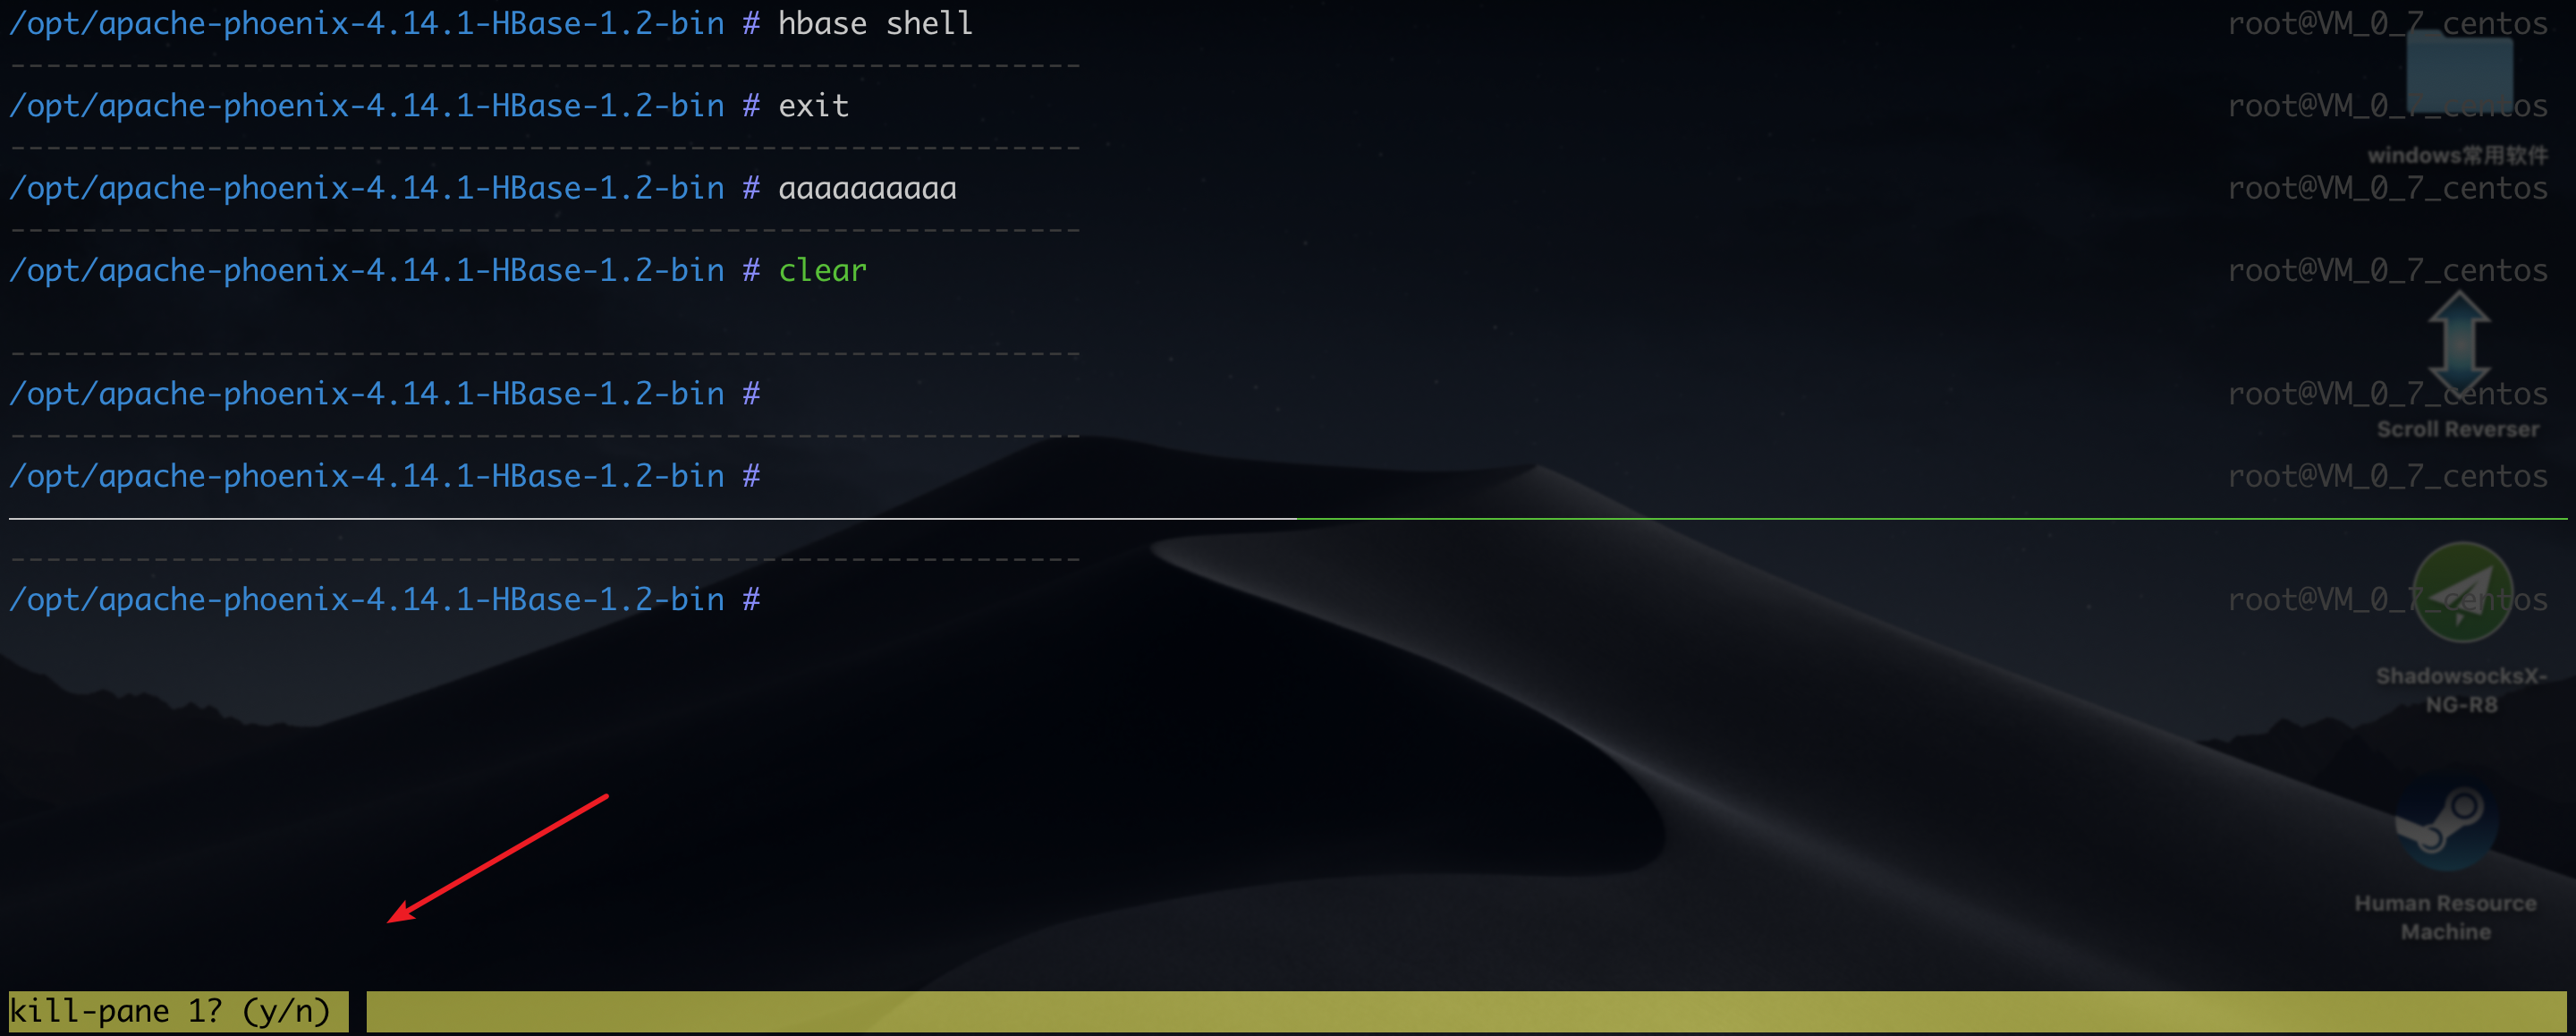 /opt/apache-phoenix-4.14.1-HBase-1.2-bin # hbase shell root@VM_0_7_centos
------------------------------------------------------------
/opt/apache-phoenix-4.14.1-HBase-1.2-bin # exit root@VM_0_7_centos
------------------------------------------------------------
windows常用软件
/opt/apache-phoenix-4.14.1-HBase-1.2-bin # aaaaaaaaaa root@VM_0_7_centos
------------------------------------------------------------
/opt/apache-phoenix-4.14.1-HBase-1.2-bin # clear root@VM_0_7_centos
------------------------------------------------------------
/opt/apache-phoenix-4.14.1-HBase-1.2-bin # root@VM_0_7_centos
Scroll Reverser
------------------------------------------------------------
/opt/apache-phoenix-4.14.1-HBase-1.2-bin # root@VM_0_7_centos
------------------------------------------------------------
/opt/apache-phoenix-4.14.1-HBase-1.2-bin # root@VM_0_7_centos
ShadowsocksX-
NG-R8
Human Resource
Machine
kill-pane 1? (y/n)